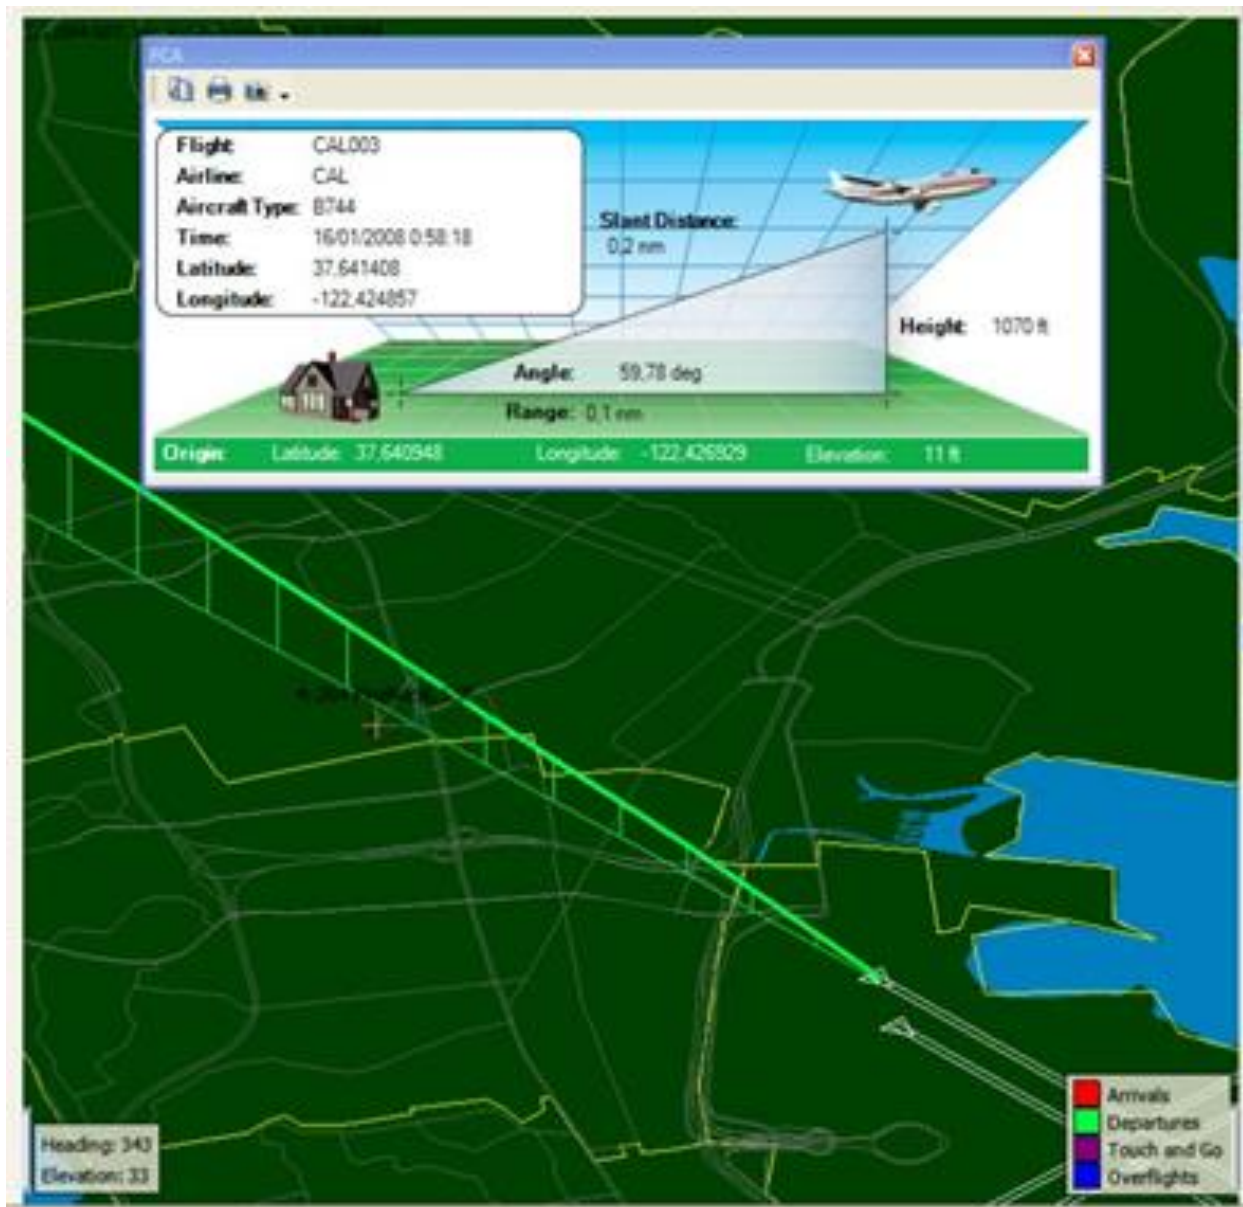 PCA
Flight: CAL003
Airline: CAL
Aircraft Type: B744
Time: 16/01/2008 0:58:18
Latitude: 37,641408
Longitude: -122,424857
Slant Distance:
0,2 nm
Height: 1070 ft
Angle: 59,78 deg
Range: 0,1 nm
Origin: Latitude: 37,640948 Longitude: -122,426929 Elevation: 11 ft
Heading: 343
Elevation: 33
Arrivals
Departures
Touch and Go
Overflights